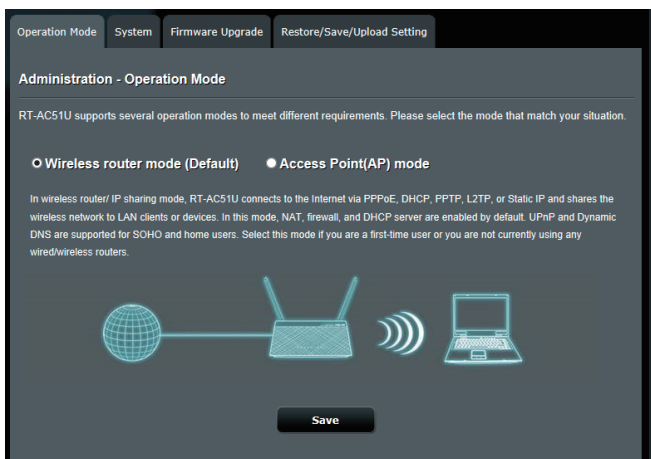 Operation Mode System Firmware Upgrade Restore/Save/Upload Setting
Administration - Operation Mode
RT-AC51U supports several operation modes to meet different requirements. Please select the mode that match your situation.
Wireless router mode (Default) Access Point(AP) mode
In wireless router/ IP sharing mode, RT-AC51U connects to the Internet via PPPoE, DHCP, PPTP, L2TP, or Static IP and shares the
wireless network to LAN clients or devices. In this mode, NAT, firewall, and DHCP server are enabled by default. UPnP and Dynamic
DNS are supported for SOHO and home users. Select this mode if you are a first-time user or you are not currently using any
wired/wireless routers.
Save